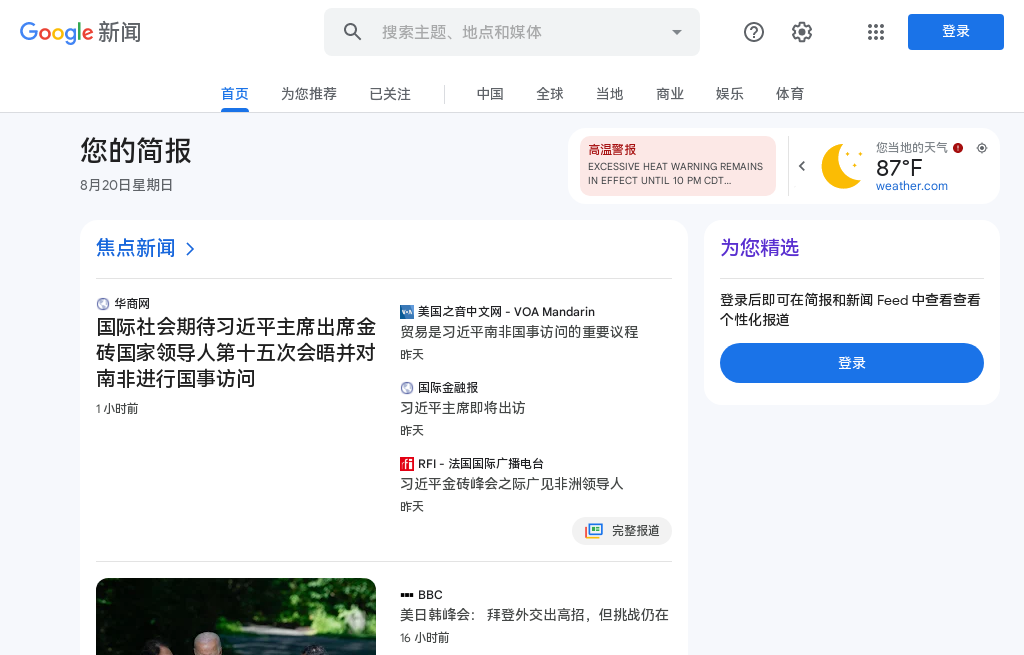 Google 新闻
搜索主题、地点和媒体
登录
首页
为您推荐
已关注
中国
全球
当地
商业
娱乐
体育
您的简报
8月20日星期日
高温警报
EXCESSIVE HEAT WARNING REMAINS
IN EFFECT UNTIL 10 PM CDT...
您当地的天气
87°F
weather.com
焦点新闻
华商网
国际社会期待习近平主席出席金
砖国家领导人第十五次会晤并对
南非进行国事访问
1 小时前
美国之音中文网 - VOA Mandarin
贸易是习近平南非国事访问的重要议程
昨天
国际金融报
习近平主席即将出访
昨天
RFI - 法国国际广播电台
习近平金砖峰会之际广见非洲领导人
昨天
完整报道
BBC
美日韩峰会： 拜登外交出高招，但挑战仍在
16 小时前
为您精选
登录后即可在简报和新闻 Feed 中查看查看
个性化报道
登录